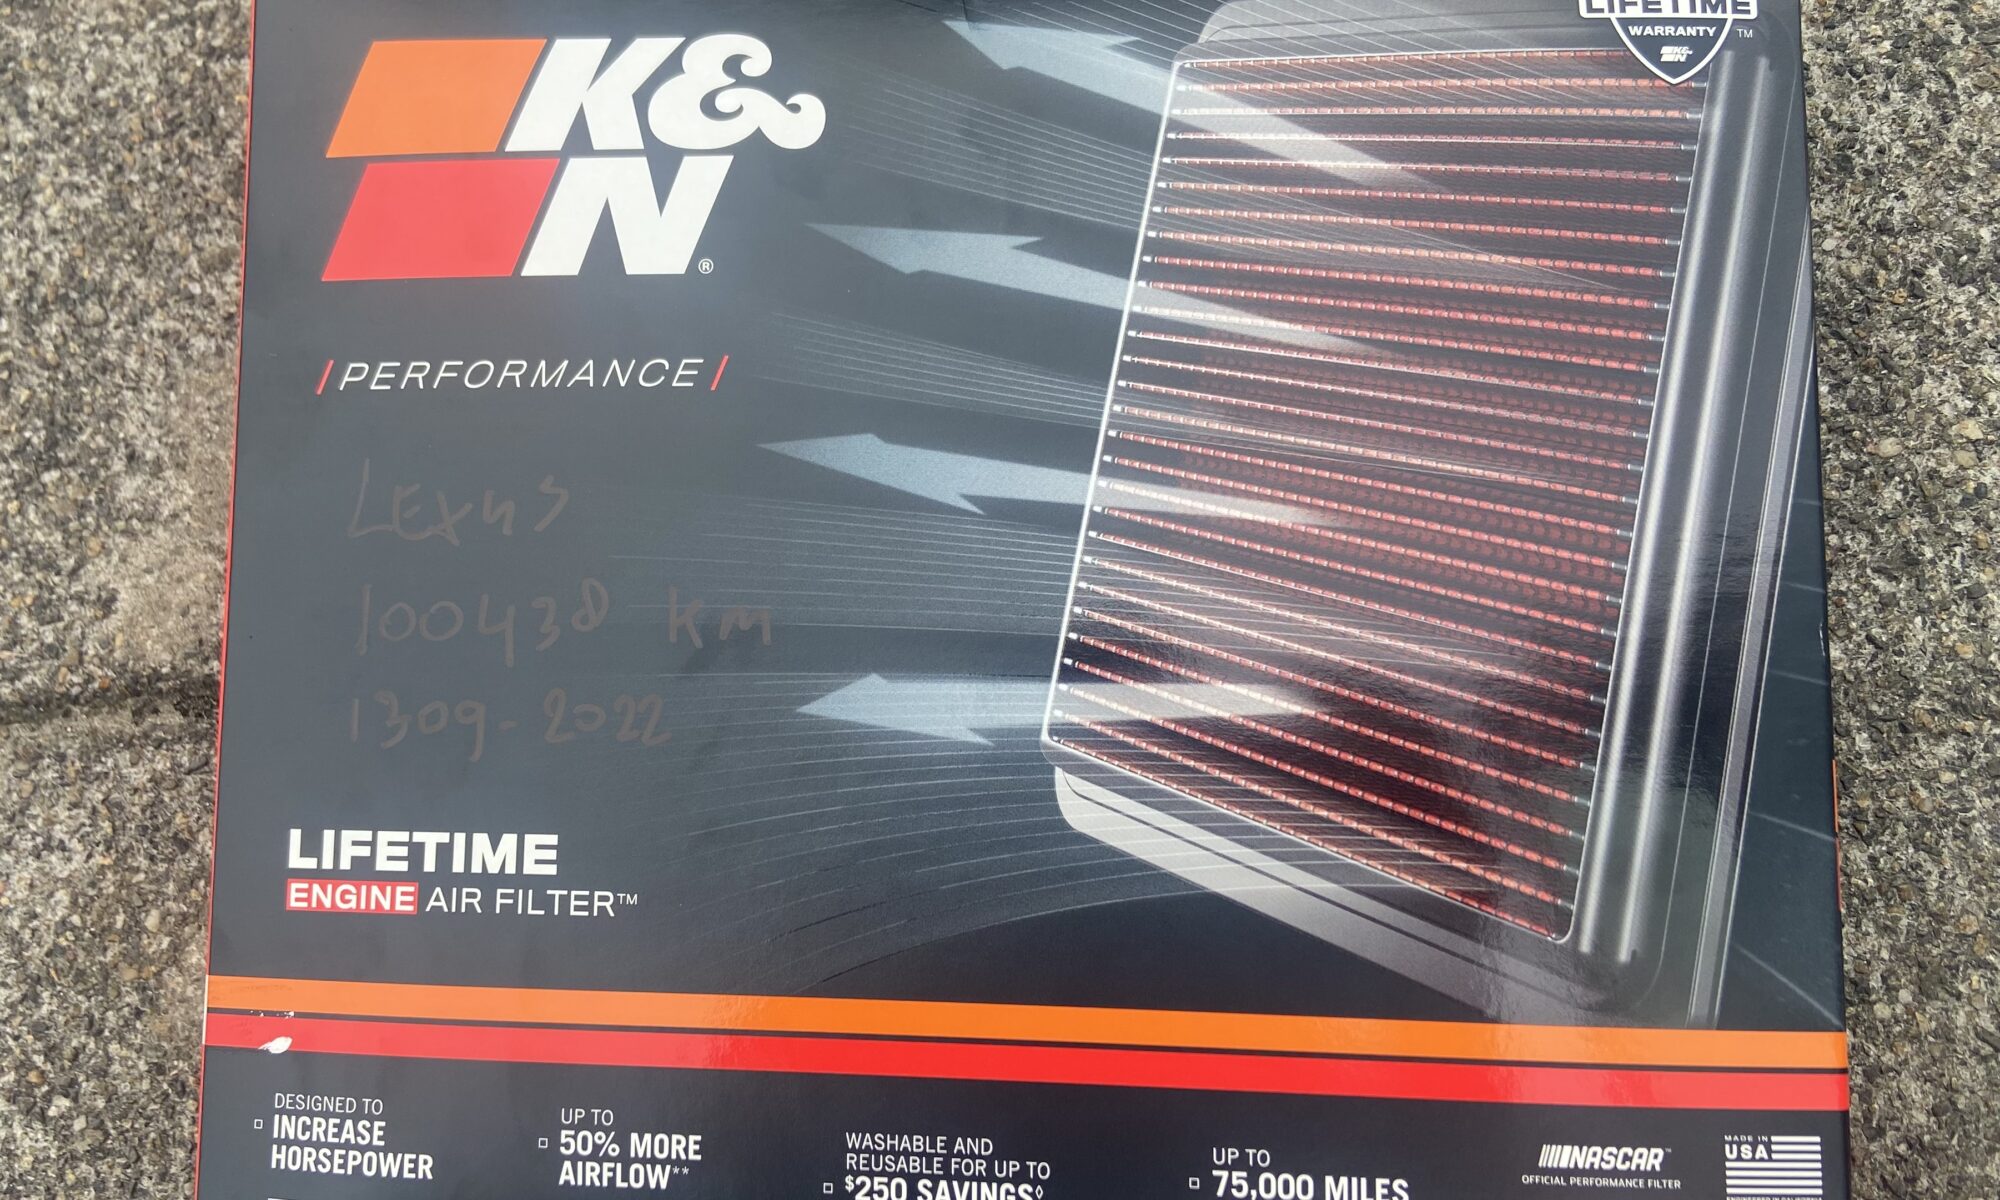 LIFETIME
WARRANTY ™
K&N
K&
N®
/PERFORMANCE/
LEXUS
100438 KM
1309-2022
LIFETIME
ENGINE AIR FILTER™
DESIGNED TO
INCREASE
HORSEPOWER
UP TO
50% MORE
AIRFLOW**
WASHABLE AND
REUSABLE FOR UP TO
$250 SAVINGS◊
UP TO
75,000 MILES
NASCAR™
OFFICIAL PERFORMANCE FILTER
MADE IN
USA